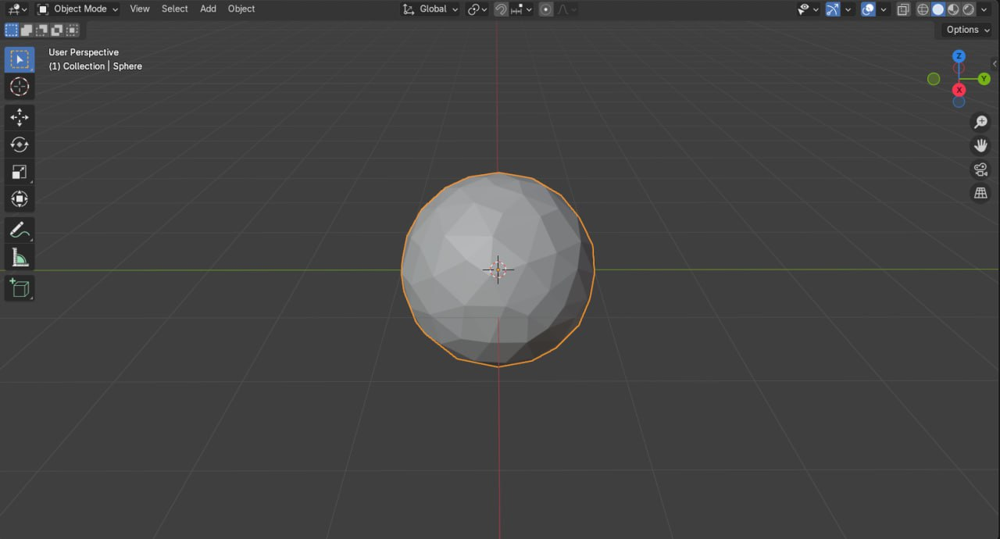 Object Mode View Select Add Object Global
Options
User Perspective
(1) Collection | Sphere
Z
Y
X